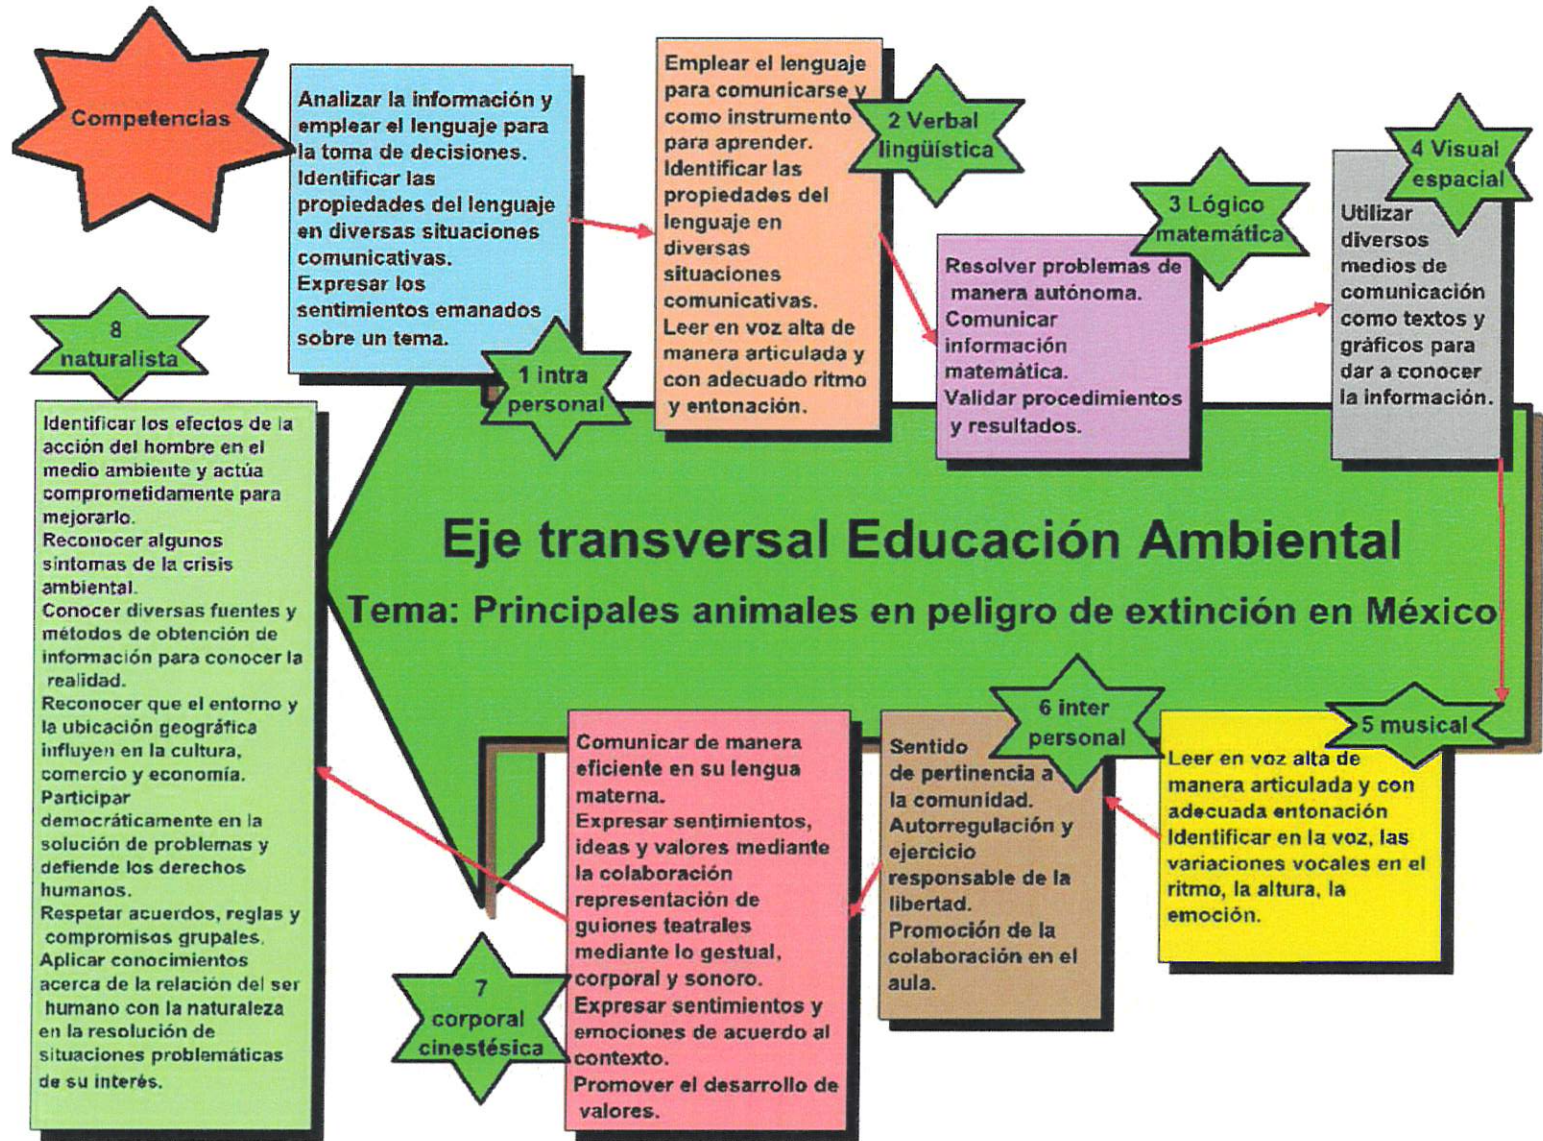 Competencias
Analizar la información y
emplear el lenguaje para
la toma de decisiones.
Identificar las
propiedades del lenguaje
en diversas situaciones
comunicativas.
Expresar los
sentimientos emanados
sobre un tema.
1 intra
personal
Emplear el lenguaje
para comunicarse y
como instrumento
para aprender.
Identificar las
propiedades del
lenguaje en
diversas
situaciones
comunicativas.
Leer en voz alta de
manera articulada y
con adecuado ritmo
y entonación.
2 Verbal
lingüística
Resolver problemas de
manera autónoma.
Comunicar
información
matemática.
Validar procedimientos
y resultados.
3 Lógico
matemática
4 Visual
espacial
Utilizar
diversos
medios de
comunicación
como textos y
gráficos para
dar a conocer
la información.
Eje transversal Educación Ambiental
Tema: Principales animales en peligro de extinción en México
5 musical
Leer en voz alta de
manera articulada y con
adecuada entonación
Identificar en la voz, las
variaciones vocales en el
ritmo, la altura, la
emoción.
6 inter
personal
Sentido
de pertinencia a
la comunidad.
Autorregulación y
ejercicio
responsable de la
libertad.
Promoción de la
colaboración en el
aula.
Comunicar de manera
eficiente en su lengua
materna.
Expresar sentimientos,
ideas y valores mediante
la colaboración
representación de
guiones teatrales
mediante lo gestual,
corporal y sonoro.
Expresar sentimientos y
emociones de acuerdo al
contexto.
Promover el desarrollo de
valores.
7
corporal
cinestésica
8
naturalista
Identificar los efectos de la
acción del hombre en el
medio ambiente y actúa
comprometidamente para
mejorarlo.
Reconocer algunos
síntomas de la crisis
ambiental.
Conocer diversas fuentes y
métodos de obtención de
información para conocer la
realidad.
Reconocer que el entorno y
la ubicación geográfica
influyen en la cultura,
comercio y economía.
Participar
democráticamente en la
solución de problemas y
defiende los derechos
humanos.
Respetar acuerdos, reglas y
compromisos grupales.
Aplicar conocimientos
acerca de la relación del ser
humano con la naturaleza
en la resolución de
situaciones problemáticas
de su interés.